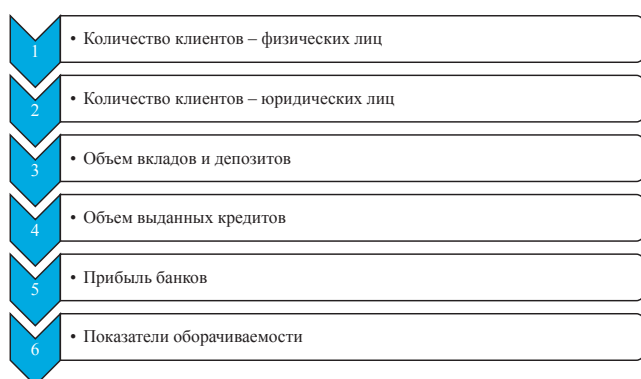 1 • Количество клиентов – физических лиц
2 • Количество клиентов – юридических лиц
3 • Объем вкладов и депозитов
4 • Объем выданных кредитов
5 • Прибыль банков
6 • Показатели оборачиваемости